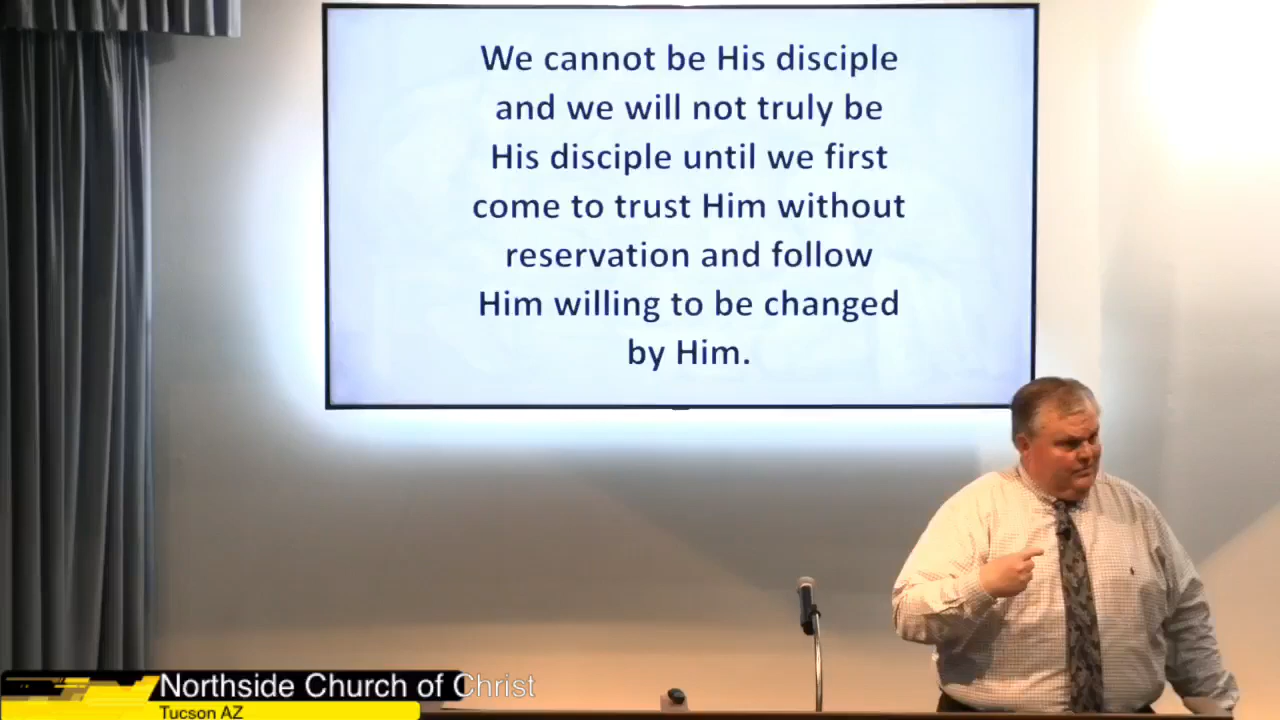 We cannot be His disciple
and we will not truly be
His disciple until we first
come to trust Him without
reservation and follow
Him willing to be changed
by Him.
Northside Church of Christ
Tucson AZ